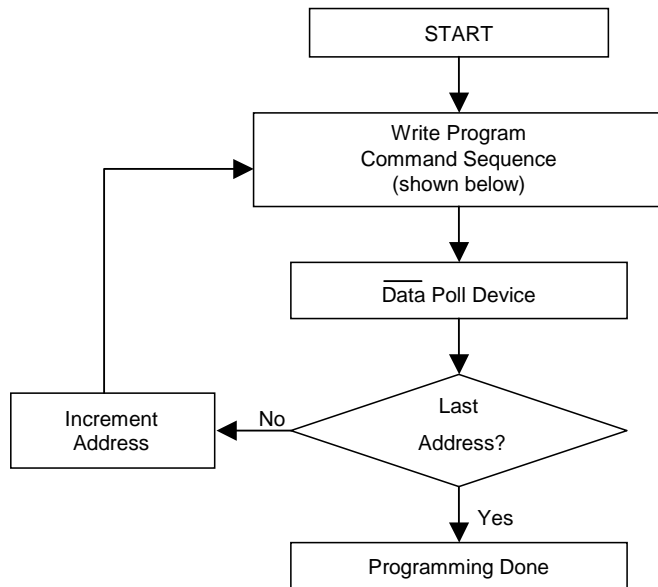 START
Write Program
Command Sequence
(shown below)
Data Poll Device
Last
Address?
No
Increment
Address
Yes
Programming Done